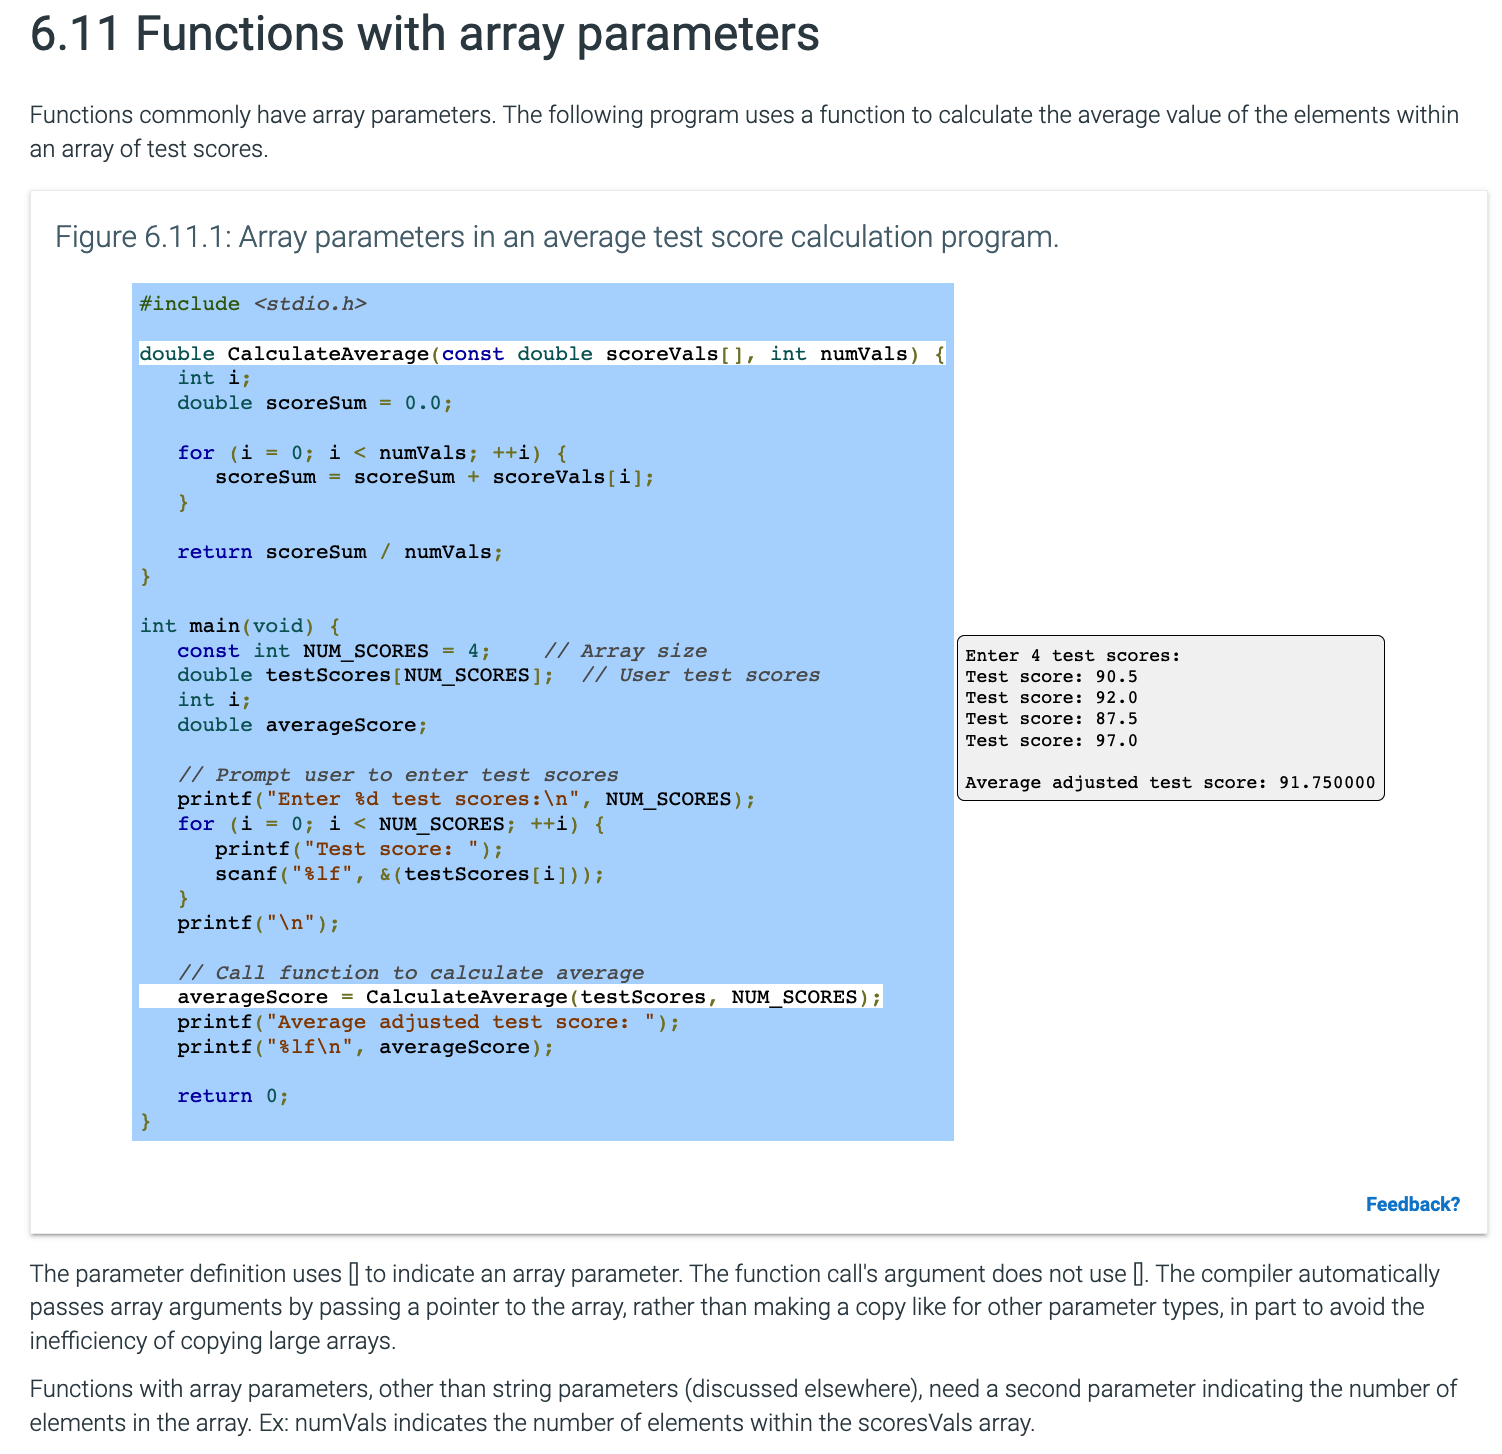 6.11 Functions with array parameters
Functions commonly have array parameters. The following program uses a function to calculate the average value of the elements within
an array of test scores.
Figure 6.11.1: Array parameters in an average test score calculation program.
#include <stdio.h>
double CalculateAverage(const double scoreVals[], int numVals) {
   int i;
   double scoreSum = 0.0;
   for (i = 0; i < numVals; ++i) {
      scoreSum = scoreSum + scoreVals[i];
   }
   return scoreSum / numVals;
}
int main(void) {
   const int NUM_SCORES = 4;    // Array size
   double testScores[NUM_SCORES];  // User test scores
   int i;
   double averageScore;
   // Prompt user to enter test scores
   printf("Enter %d test scores:\n", NUM_SCORES);
   for (i = 0; i < NUM_SCORES; ++i) {
      printf("Test score: ");
      scanf("%lf", &(testScores[i]));
   }
   printf("\n");
   // Call function to calculate average
   averageScore = CalculateAverage(testScores, NUM_SCORES);
   printf("Average adjusted test score: ");
   printf("%lf\n", averageScore);
   return 0;
}
Enter 4 test scores:
Test score: 90.5
Test score: 92.0
Test score: 87.5
Test score: 97.0
Average adjusted test score: 91.750000
Feedback?
The parameter definition uses [] to indicate an array parameter. The function call's argument does not use []. The compiler automatically
passes array arguments by passing a pointer to the array, rather than making a copy like for other parameter types, in part to avoid the
inefficiency of copying large arrays.
Functions with array parameters, other than string parameters (discussed elsewhere), need a second parameter indicating the number of
elements in the array. Ex: numVals indicates the number of elements within the scoresVals array.